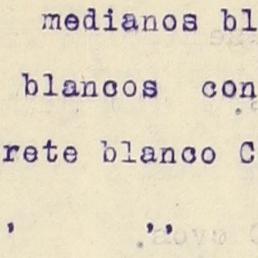 medianos bl
blancos con
rete blanco C
, ,,